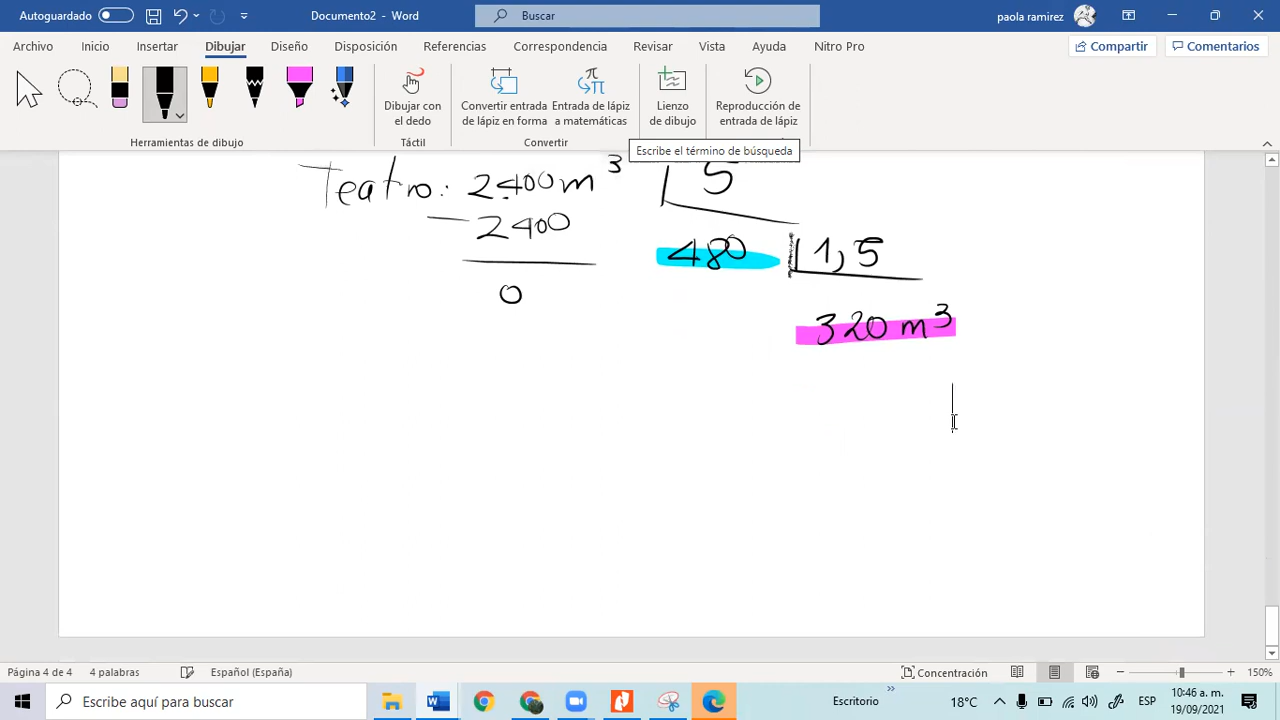 Autoguardado
Documento2 - Word
Buscar
paola ramirez
Archivo Inicio Insertar Dibujar Diseño Disposición Referencias Correspondencia Revisar Vista Ayuda Nitro Pro
Compartir Comentarios
Dibujar con el dedo
Convertir entrada de lápiz en forma
Entrada de lápiz a matemáticas
Lienzo de dibujo
Reproducción de entrada de lápiz
Herramientas de dibujo
Táctil
Convertir
Escribe el término de búsqueda
Teatro: 2.400m³ 5
— 2400
480 1,5
0
320 m³
Página 4 de 4 4 palabras Español (España)
Concentración
150%
Escribe aquí para buscar
Escritorio
18°C
ESP
10:46 a. m.
19/09/2021